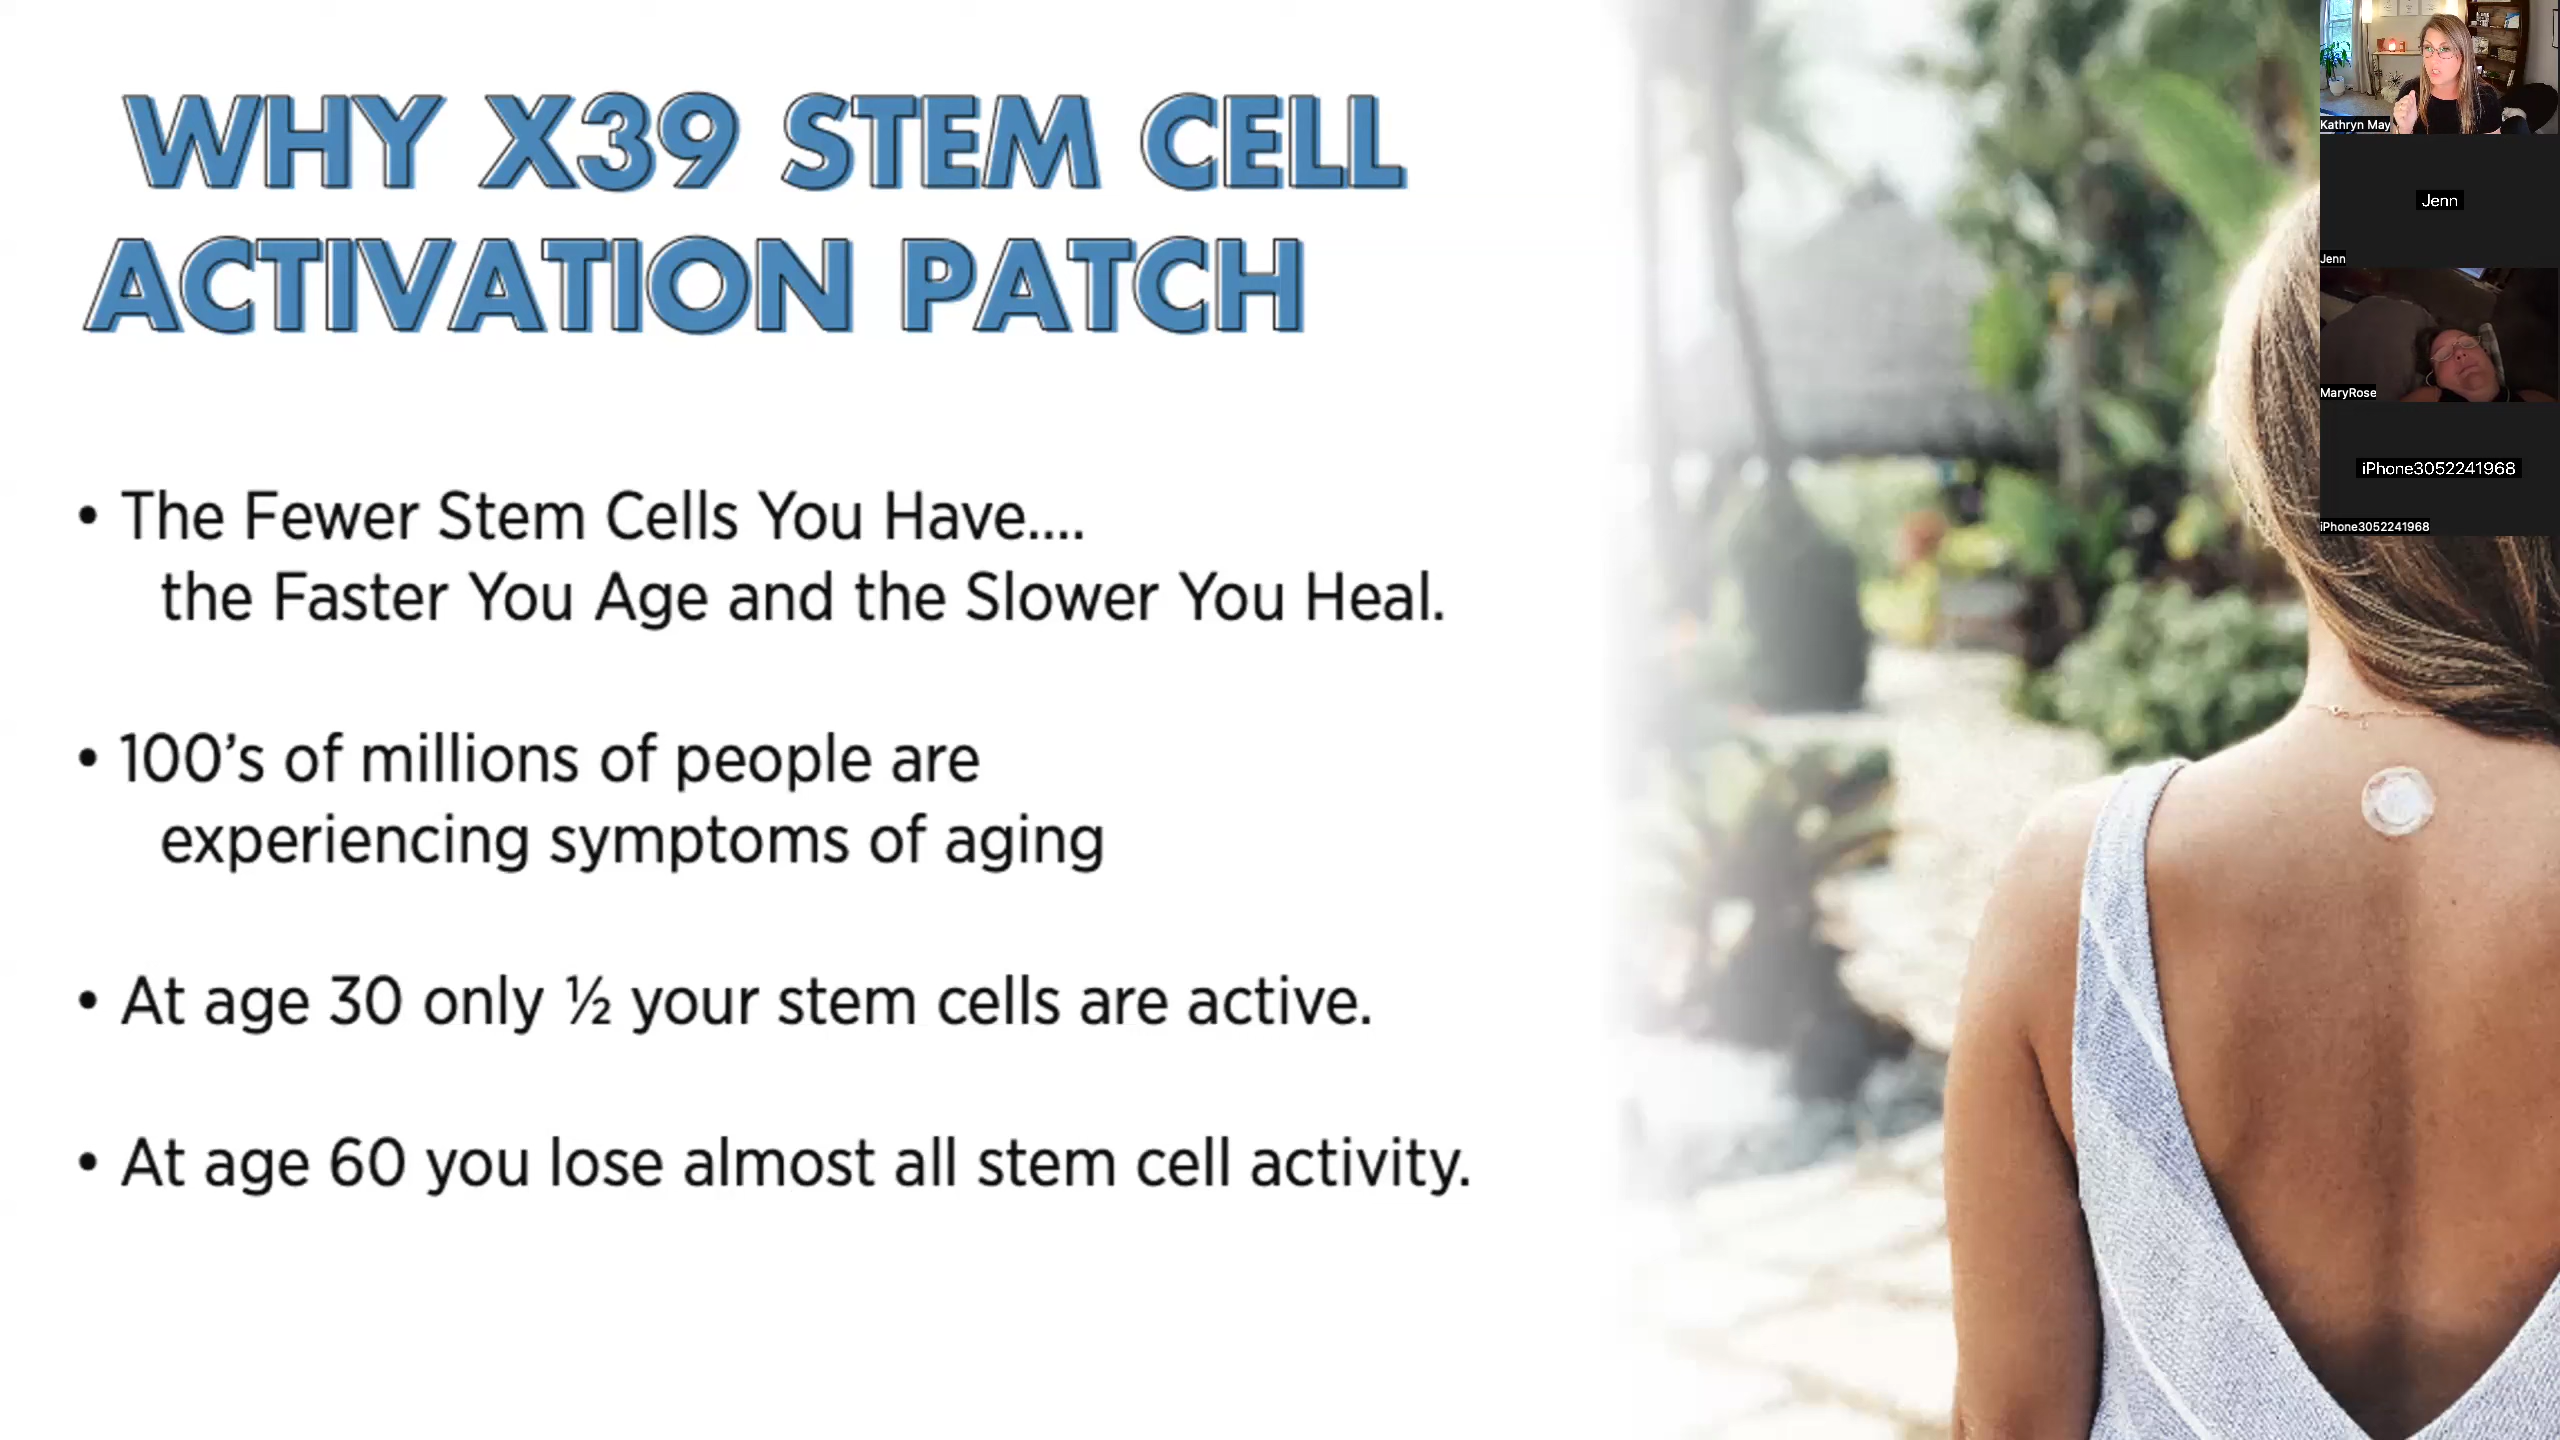 WHY X39 STEM CELL
ACTIVATION PATCH
• The Fewer Stem Cells You Have....
the Faster You Age and the Slower You Heal.
• 100’s of millions of people are
experiencing symptoms of aging
• At age 30 only ½ your stem cells are active.
• At age 60 you lose almost all stem cell activity.
Kathryn May
Jenn
Jenn
MaryRose
iPhone3052241968
iPhone3052241968